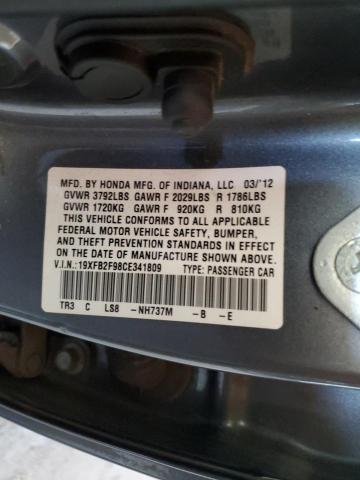 MFD. BY HONDA MFG. OF INDIANA, LLC 03/'12
GVWR 3792LBS GAWR F 2029LBS R 1786LBS
GVWR 1720KG GAWR F 920KG R 810KG
THIS VEHICLE CONFORMS TO ALL APPLICABLE
FEDERAL MOTOR VEHICLE SAFETY, BUMPER,
AND THEFT PREVENTION STANDARDS IN EFFECT
ON THE DATE OF MANUFACTURE SHOWN ABOVE.
V.I.N.:19XFB2F98CE341809 TYPE: PASSENGER CAR
TR3 C LS8 -NH737M -B -E